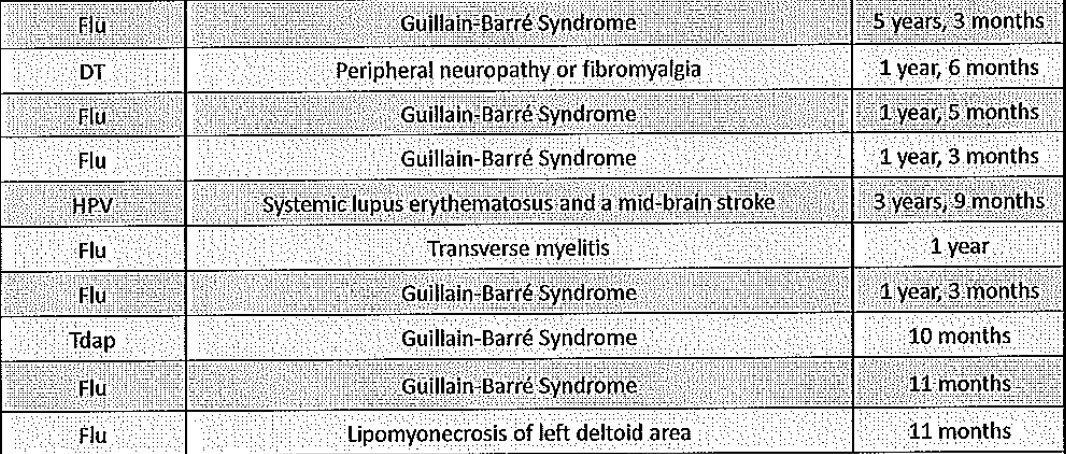 Flu Guillain-Barré Syndrome 5 years, 3 months
DT Peripheral neuropathy or fibromyalgia 1 year, 6 months
Flu Guillain-Barré Syndrome 1 year, 5 months
Flu Guillain-Barré Syndrome 1 year, 3 months
HPV Systemic lupus erythematosus and a mid-brain stroke 3 years, 9 months
Flu Transverse myelitis 1 year
Flu Guillain-Barré Syndrome 1 year, 3 months
Tdap Guillain-Barré Syndrome 10 months
Flu Guillain-Barré Syndrome 11 months
Flu Lipomyonecrosis of left deltoid area 11 months